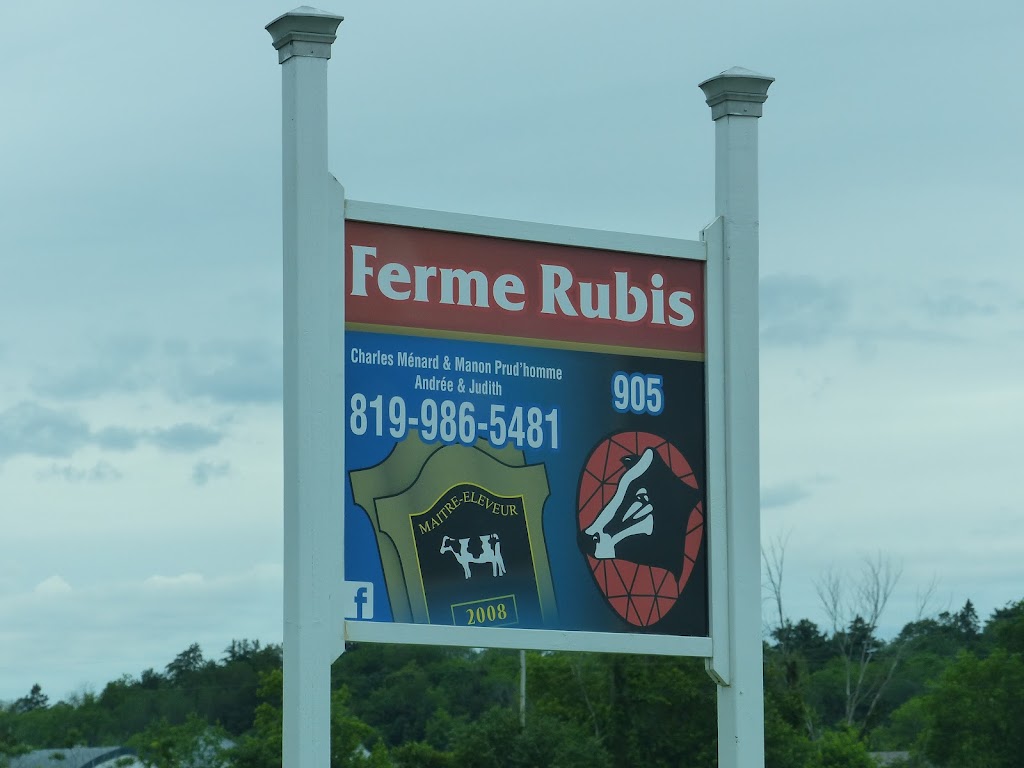 Ferme Rubis
Charles Ménard & Manon Prud'homme
Andrée & Judith
819-986-5481
905
MAITRE-ELEVEUR
2008
f